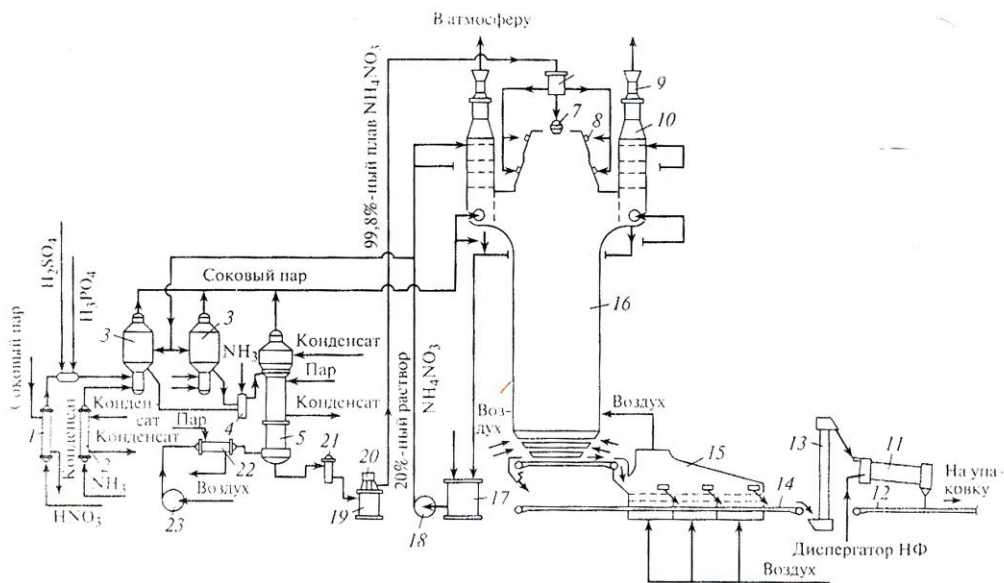 В атмосферу
99,8%-ный плав NH₄NO₃
9
7
8
10
H₂SO₄
H₃PO₄
Соковый пар
Соковый пар
3
3
16
NH₃
Конденсат
Пар
20%-ный раствор
NH₄NO₃
Конденсат
Конден-
сат
Конденсат
Конденсат
1
2
4
5
Пар
22
21
Воздух
NH₃
HNO₃
23
20
19
18
17
Воз-
дух
Воздух
15
14
13
11
12
На упа-
ковку
Диспергатор НФ
Воздух